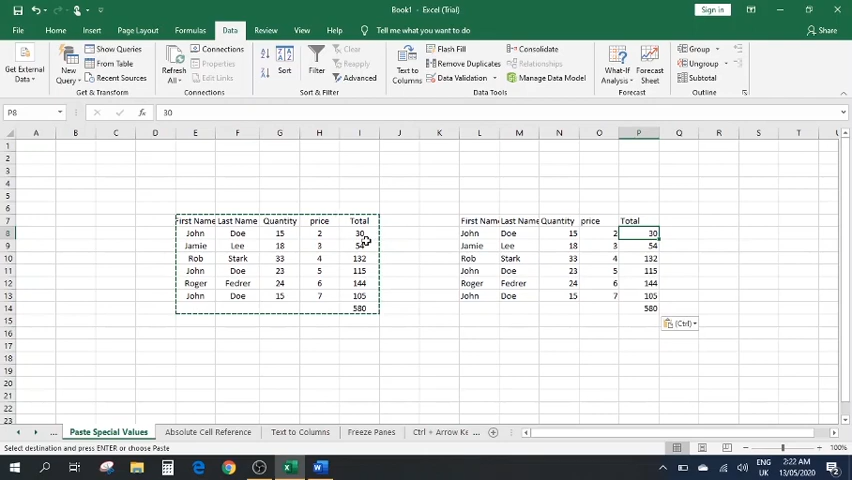 Book1 - Excel (Trial)
Sign in
File Home Insert Page Layout Formulas Data Review View Help Tell me what you want to do Share
Get External Data
New Query
Show Queries
From Table
Recent Sources
Get & Transform
Refresh All
Connections
Properties
Edit Links
Connections
Sort
Filter
Clear
Reapply
Advanced
Sort & Filter
Text to Columns
Flash Fill
Remove Duplicates
Data Validation
Consolidate
Relationships
Manage Data Model
Data Tools
What-If Analysis
Forecast Sheet
Forecast
Group
Ungroup
Subtotal
Outline
P8 fx 30
A B C D E F G H I J K L M N O P Q R S T U
1
2
3
4
5
6
7 First Name Last Name Quantity price Total First Nam Last Name Quantity price Total
8 John Doe 15 2 30 John Doe 15 2 30
9 Jamie Lee 18 3 54 Jamie Lee 18 3 54
10 Rob Stark 33 4 132 Rob Stark 33 4 132
11 John Doe 23 5 115 John Doe 23 5 115
12 Roger Fedrer 24 6 144 Roger Fedrer 24 6 144
13 John Doe 15 7 105 John Doe 15 7 105
14 580 580
15 (Ctrl)
16
17
18
19
20
21
22
23
... Paste Special Values Absolute Cell Reference Text to Columns Freeze Panes Ctrl + Arrow Ke ...
Select destination and press ENTER or choose Paste 100%
ENG 2:22 AM
UK 13/05/2020 2